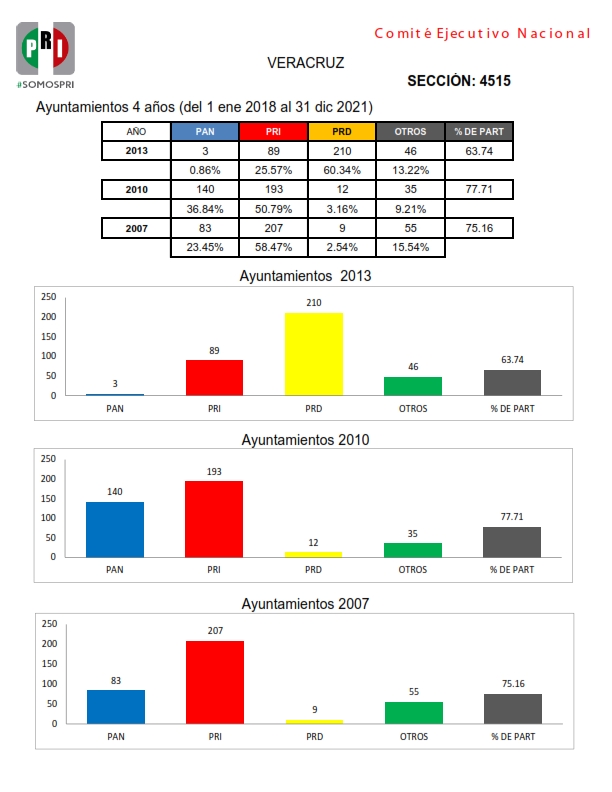 Comité Ejecutivo Nacional
PRI
#SOMOSPRI
VERACRUZ
SECCIÓN: 4515
Ayuntamientos 4 años (del 1 ene 2018 al 31 dic 2021)
AÑO PAN PRI PRD OTROS % DE PART
2013 3 89 210 46 63.74
0.86% 25.57% 60.34% 13.22%
2010 140 193 12 35 77.71
36.84% 50.79% 3.16% 9.21%
2007 83 207 9 55 75.16
23.45% 58.47% 2.54% 15.54%
Ayuntamientos 2013
250
200
150
100
50
0
3 89 210 46 63.74
PAN PRI PRD OTROS % DE PART
Ayuntamientos 2010
250
200
150
100
50
0
140 193 12 35 77.71
PAN PRI PRD OTROS % DE PART
Ayuntamientos 2007
250
200
150
100
50
0
83 207 9 55 75.16
PAN PRI PRD OTROS % DE PART